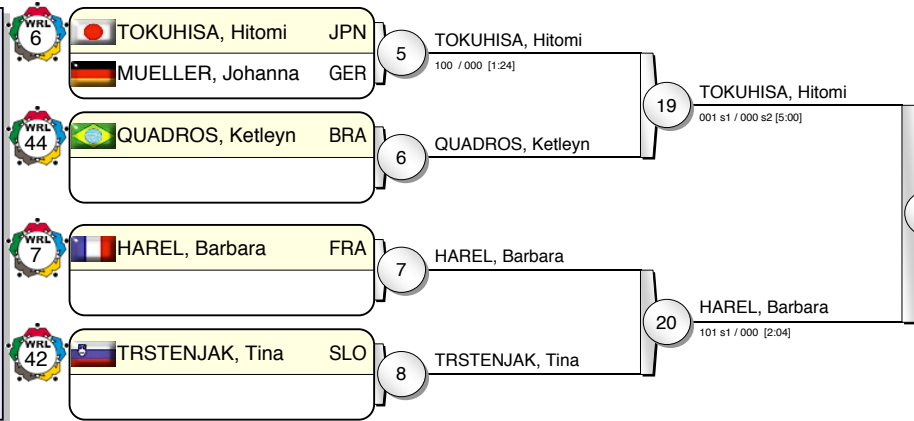 WRL
6
TOKUHISA, Hitomi JPN
MUELLER, Johanna GER
5
TOKUHISA, Hitomi
100 / 000 [1:24]
19
TOKUHISA, Hitomi
001 s1 / 000 s2 [5:00]
WRL
44
QUADROS, Ketleyn BRA
6
QUADROS, Ketleyn
WRL
7
HAREL, Barbara FRA
7
HAREL, Barbara
20
HAREL, Barbara
101 s1 / 000 [2:04]
WRL
42
TRSTENJAK, Tina SLO
8
TRSTENJAK, Tina